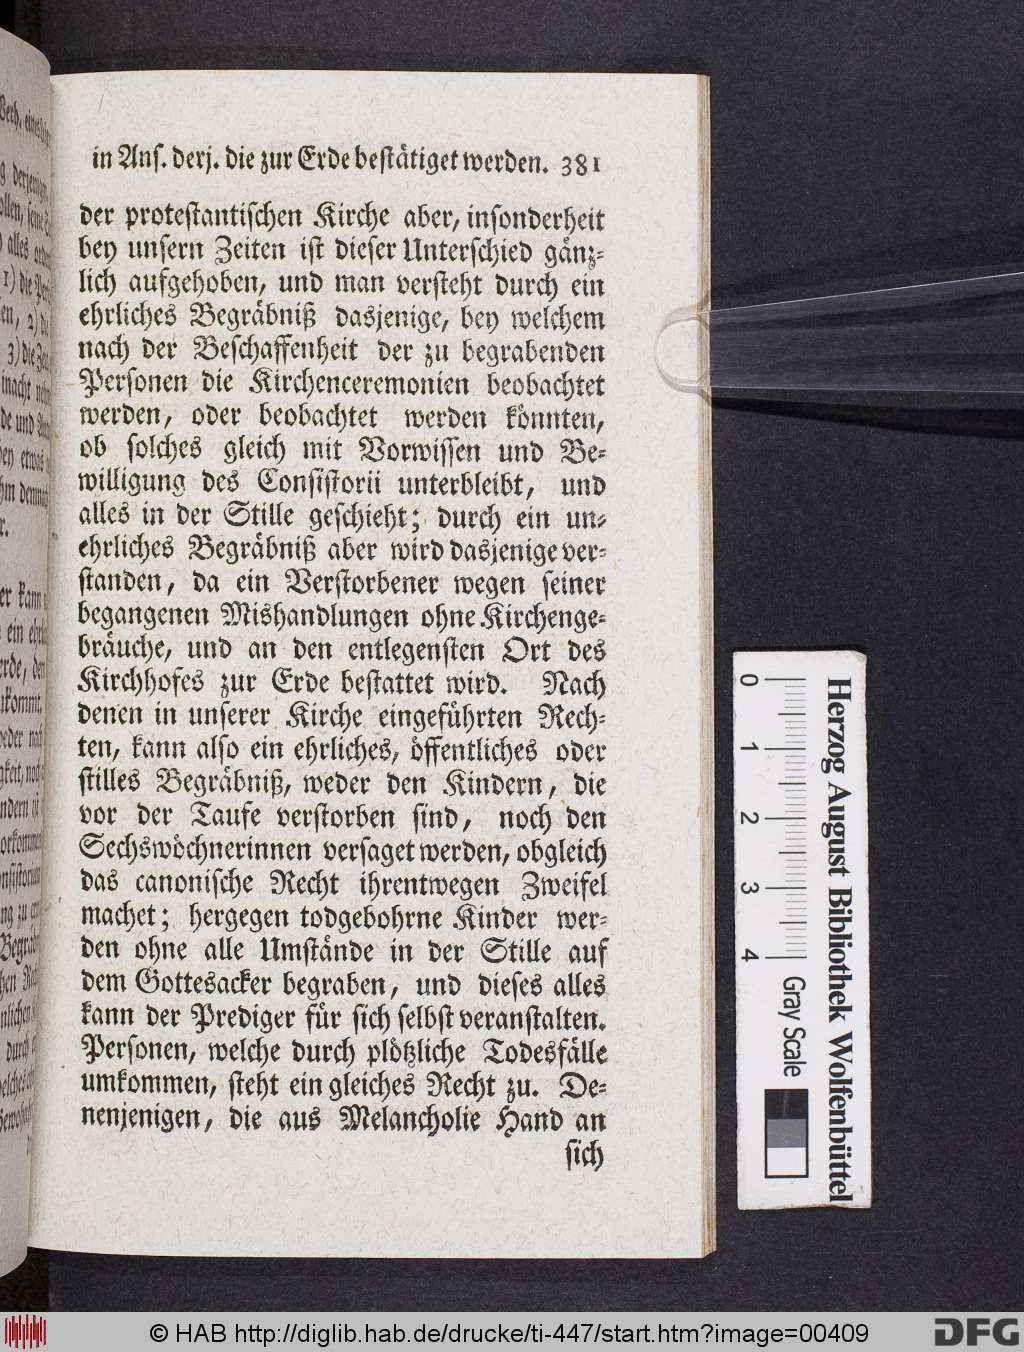 in Ans. derj. die zur Erde bestätiget werden. 381
der protestantischen Kirche aber, insonderheit
bey unsern Zeiten ist dieser Unterschied gänz-
lich aufgehoben, und man versteht durch ein
ehrliches Begräbniß dasjenige, bey welchem
nach der Beschaffenheit der zu begrabenden
Personen die Kirchenceremonien beobachtet
werden, oder beobachtet werden könnten,
ob solches gleich mit Vorwissen und Be-
willigung des Consistorii unterbleibt, und
alles in der Stille geschieht; durch ein un-
ehrliches Begräbniß aber wird dasjenige ver-
standen, da ein Verstorbener wegen seiner
begangenen Mishandlungen ohne Kirchenge-
bräuche, und an den entlegensten Ort des
Kirchhofes zur Erde bestattet wird. Nach
denen in unserer Kirche eingeführten Rech-
ten, kann also ein ehrliches, öffentliches oder
stilles Begräbniß, weder den Kindern, die
vor der Taufe verstorben sind, noch den
Sechswöchnerinnen versaget werden, obgleich
das canonische Recht ihrentwegen Zweifel
machet; hergegen todgebohrne Kinder wer-
den ohne alle Umstände in der Stille auf
dem Gottesacker begraben, und dieses alles
kann der Prediger für sich selbst veranstalten.
Personen, welche durch plötzliche Todesfälle
umkommen, steht ein gleiches Recht zu. De-
nenjenigen, die aus Melancholie Hand an
sich
0 1 2 3 4
Gray Scale
Herzog August Bibliothek Wolfenbüttel
© HAB http://diglib.hab.de/drucke/ti-447/start.htm?image=00409
DFG